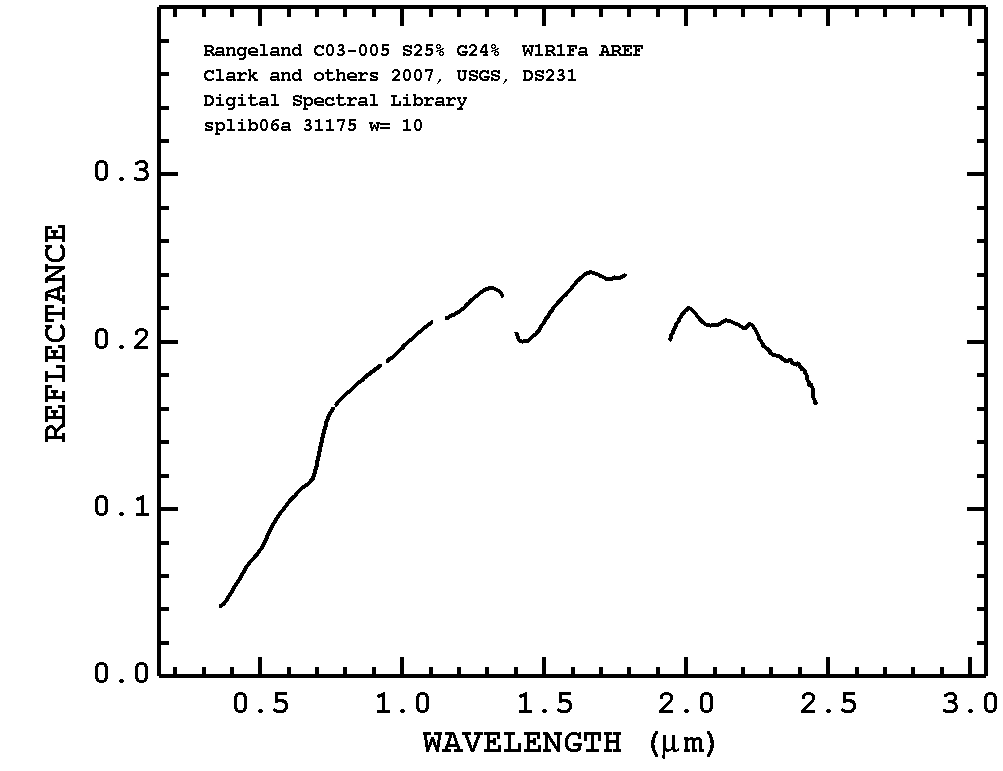 Rangeland C03-005 S25% G24% W1R1Fa AREF
Clark and others 2007, USGS, DS231
Digital Spectral Library
splib06a 31175 w= 10
0.3
0.2
0.1
0.0
REFLECTANCE
0.5 1.0 1.5 2.0 2.5 3.0
WAVELENGTH (μm)